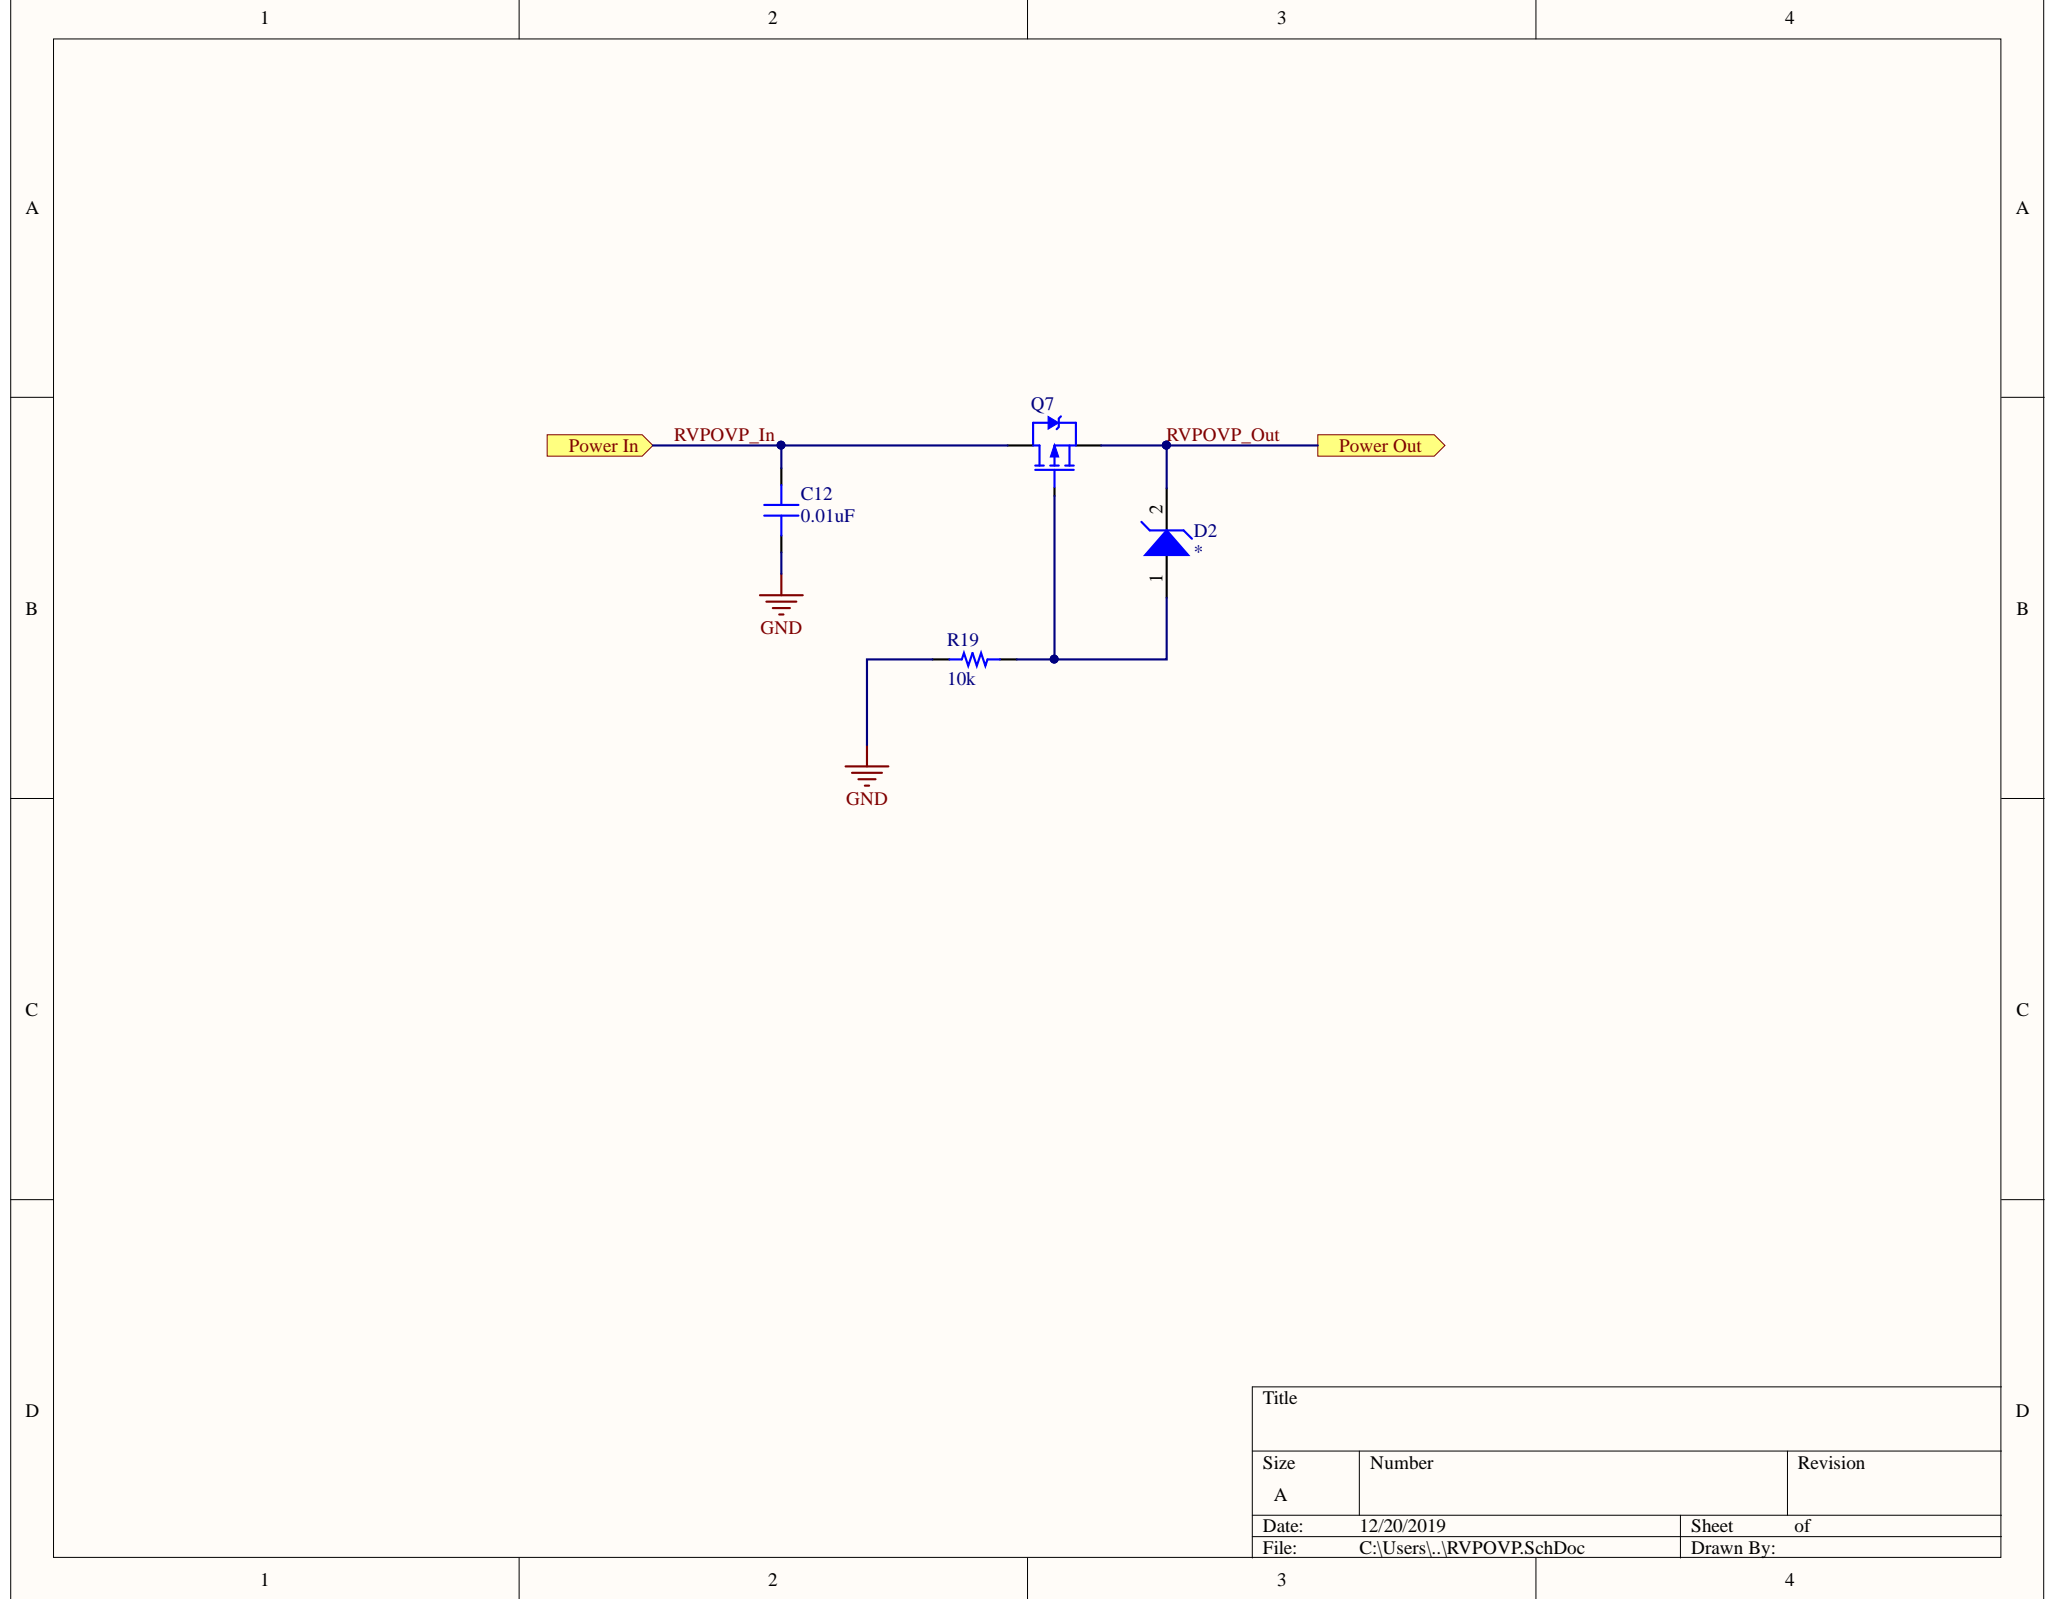 1 2 3 4
A A
Q7
Power In RVPOVP_In RVPOVP_Out Power Out
C12
0.01uF
2
D2
*
1
B B
GND
R19
10k
GND
C C
Title
D D
Size Number Revision
A
Date: 12/20/2019 Sheet of
File: C:\Users\..\RVPOVP.SchDoc Drawn By:
1 2 3 4